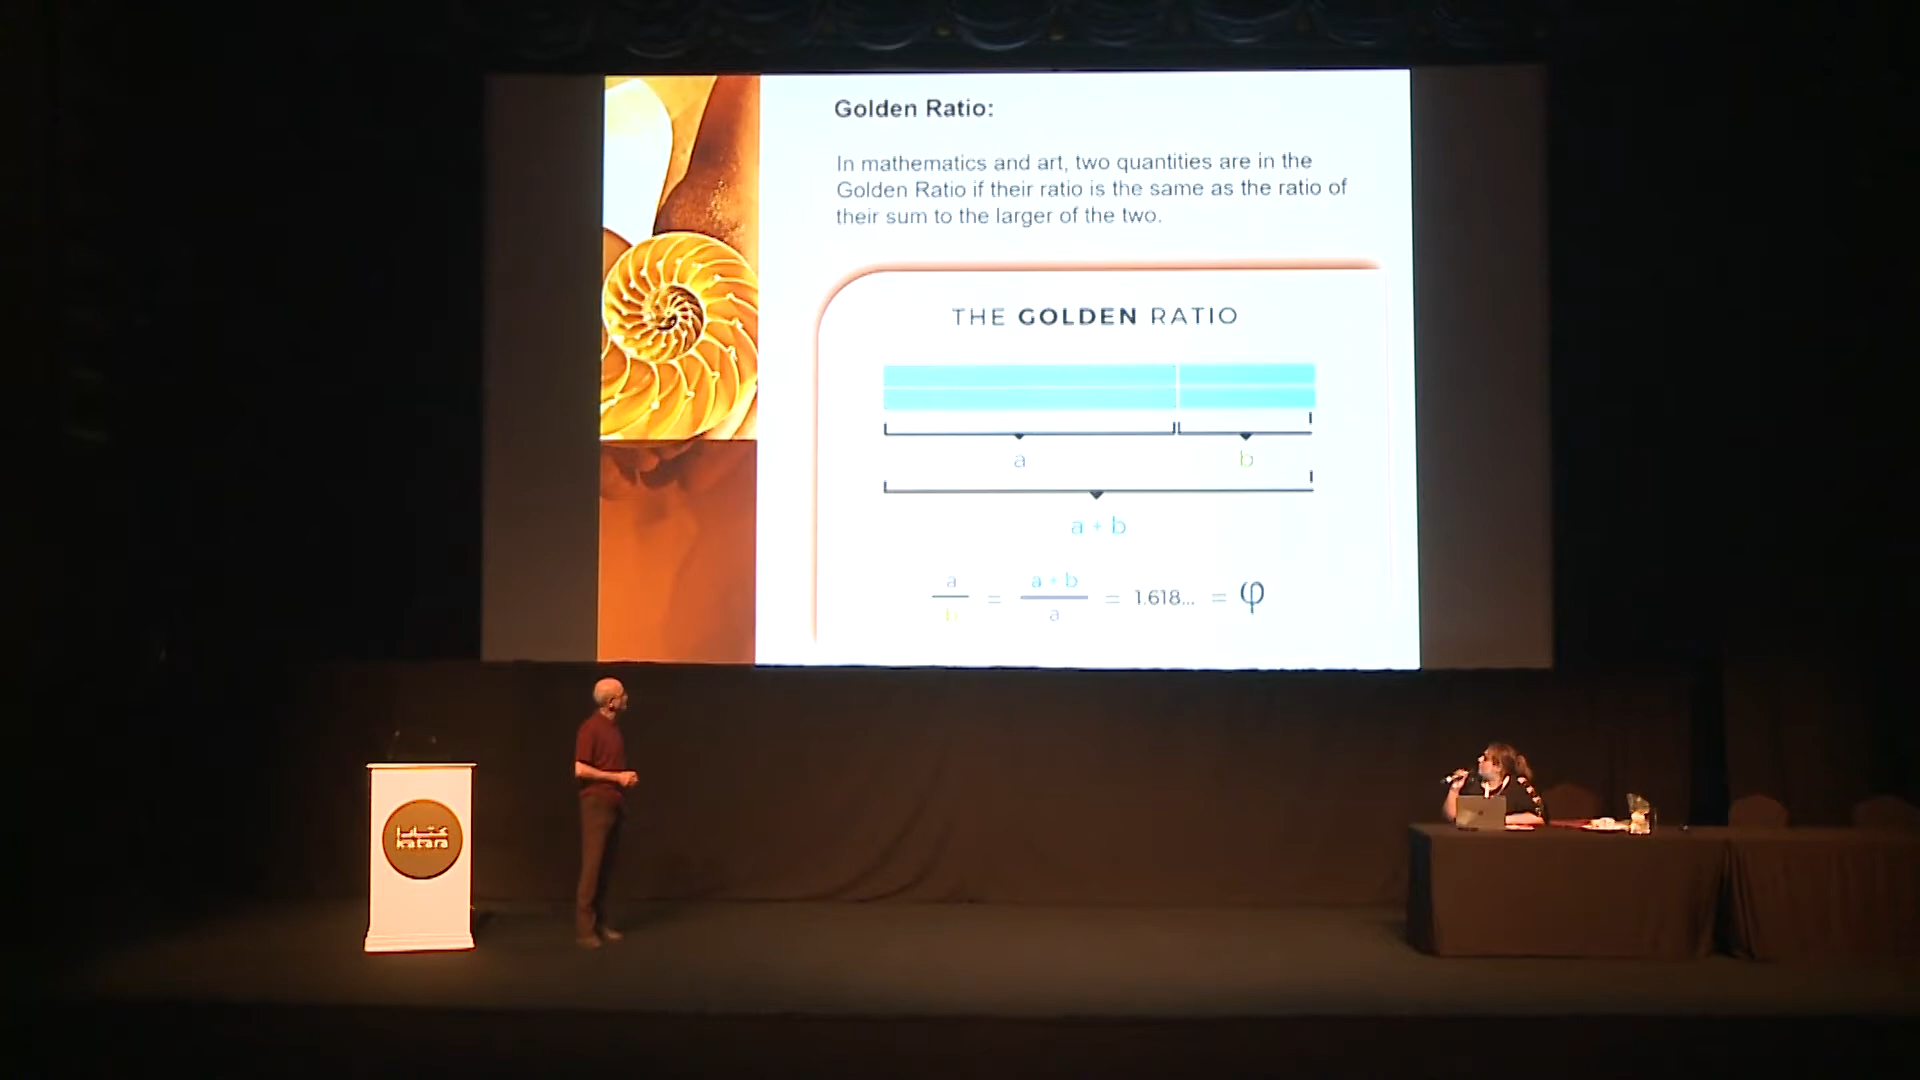 Golden Ratio:
In mathematics and art, two quantities are in the
Golden Ratio if their ratio is the same as the ratio of
their sum to the larger of the two.
THE GOLDEN RATIO
a b
a + b
a a + b
— = — = 1.618... = φ
b a
كتارا
katara